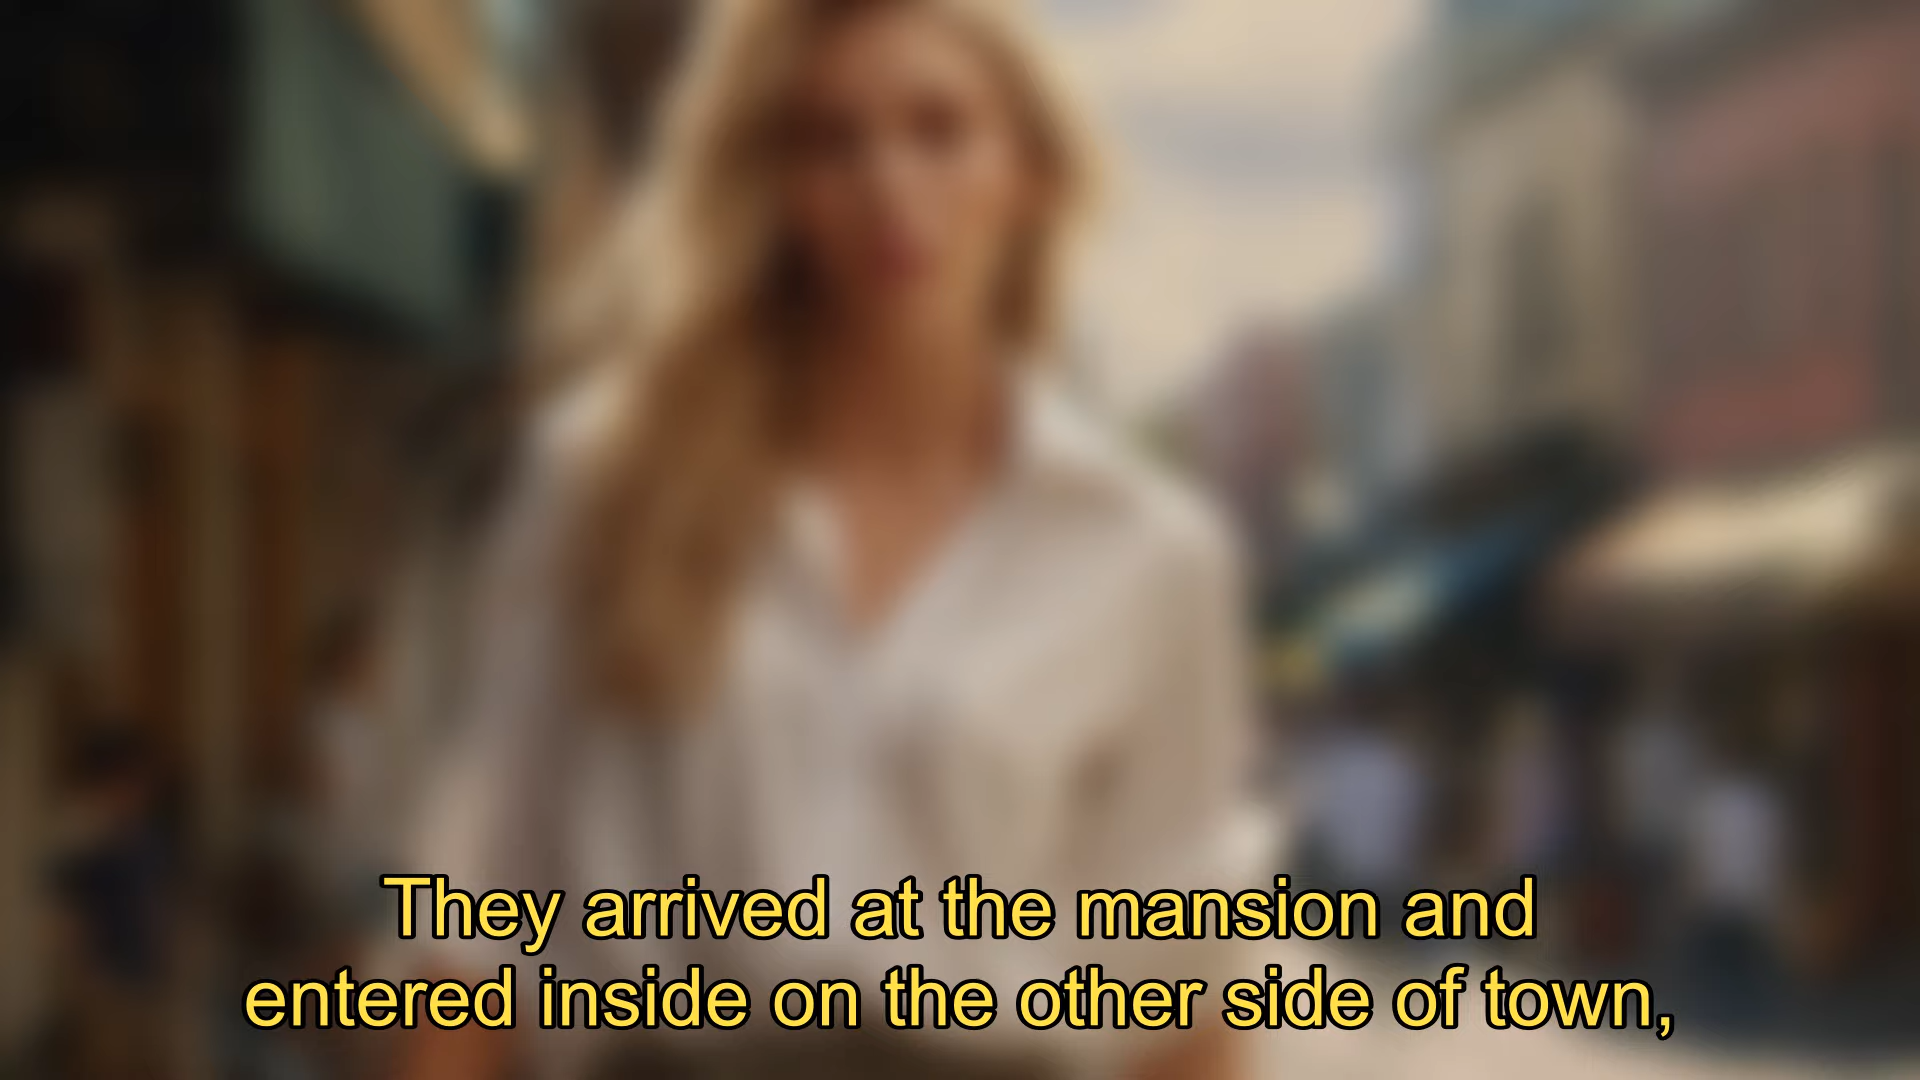 They arrived at the mansion and
entered inside on the other side of town,